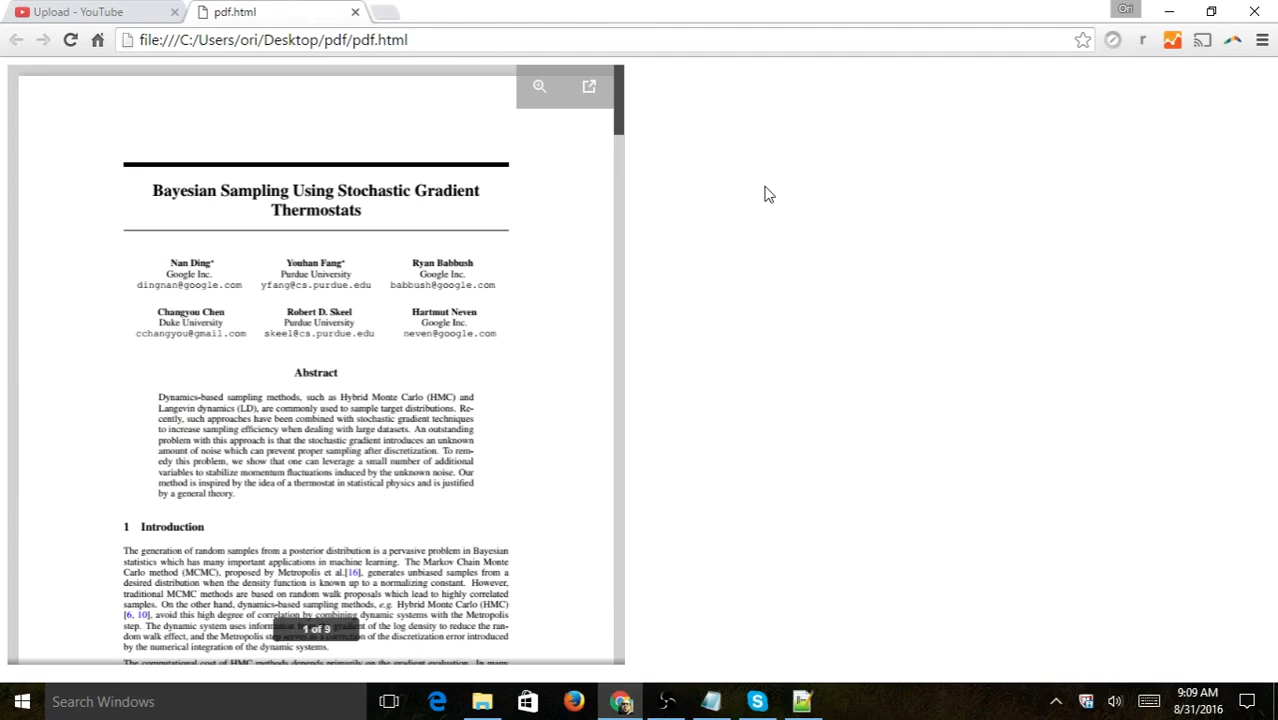 Upload - YouTube
pdf.html
Ori
file:///C:/Users/ori/Desktop/pdf/pdf.html
r
Bayesian Sampling Using Stochastic Gradient
Thermostats
Nan Ding* Youhan Fang* Ryan Babbush
Google Inc. Purdue University Google Inc.
dingnan@google.com yfang@cs.purdue.edu babbush@google.com
Changyou Chen Robert D. Skeel Hartmut Neven
Duke University Purdue University Google Inc.
cchangyou@gmail.com skeel@cs.purdue.edu neven@google.com
Abstract
Dynamics-based sampling methods, such as Hybrid Monte Carlo (HMC) and
Langevin dynamics (LD), are commonly used to sample target distributions. Re-
cently, such approaches have been combined with stochastic gradient techniques
to increase sampling efficiency when dealing with large datasets. An outstanding
problem with this approach is that the stochastic gradient introduces an unknown
amount of noise which can prevent proper sampling after discretization. To rem-
edy this problem, we show that one can leverage a small number of additional
variables to stabilize momentum fluctuations induced by the unknown noise. Our
method is inspired by the idea of a thermostat in statistical physics and is justified
by a general theory.
1 Introduction
The generation of random samples from a posterior distribution is a pervasive problem in Bayesian
statistics which has many important applications in machine learning. The Markov Chain Monte
Carlo method (MCMC), proposed by Metropolis et al.[16], generates unbiased samples from a
desired distribution when the density function is known up to a normalizing constant. However,
traditional MCMC methods are based on random walk proposals which lead to highly correlated
samples. On the other hand, dynamics-based sampling methods, e.g. Hybrid Monte Carlo (HMC)
[6, 10], avoid this high degree of correlation by combining dynamic systems with the Metropolis
step. The dynamic system uses gradient of the log density to reduce the ran-
1 of 9
dom walk effect, and the Metropolis step of the discretization error introduced
by the numerical integration of the dynamic systems.
The computational cost of HMC methods depends primarily on the gradient evaluation. In many
Search Windows
9:09 AM
8/31/2016